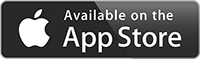 Available on the
App Store